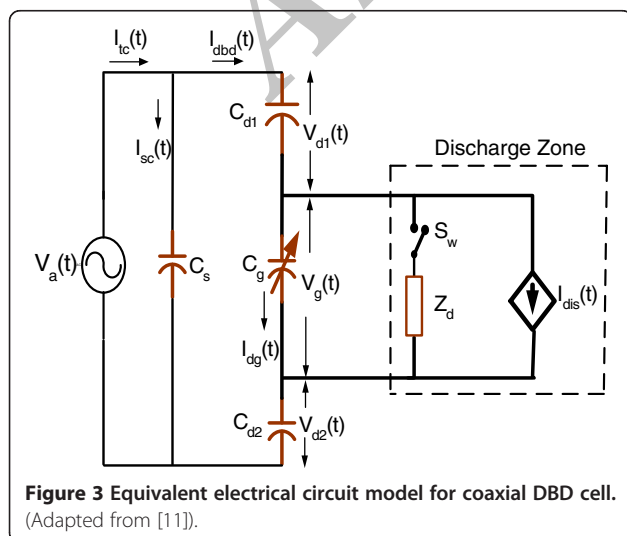 I_tc(t) I_dbd(t)
C_d1
V_d1(t)
I_sc(t)
Discharge Zone
S_w
V_a(t)
C_s
C_g
V_g(t)
Z_d
I_dis(t)
I_dg(t)
C_d2
V_d2(t)
Figure 3 Equivalent electrical circuit model for coaxial DBD cell.
(Adapted from [11]).